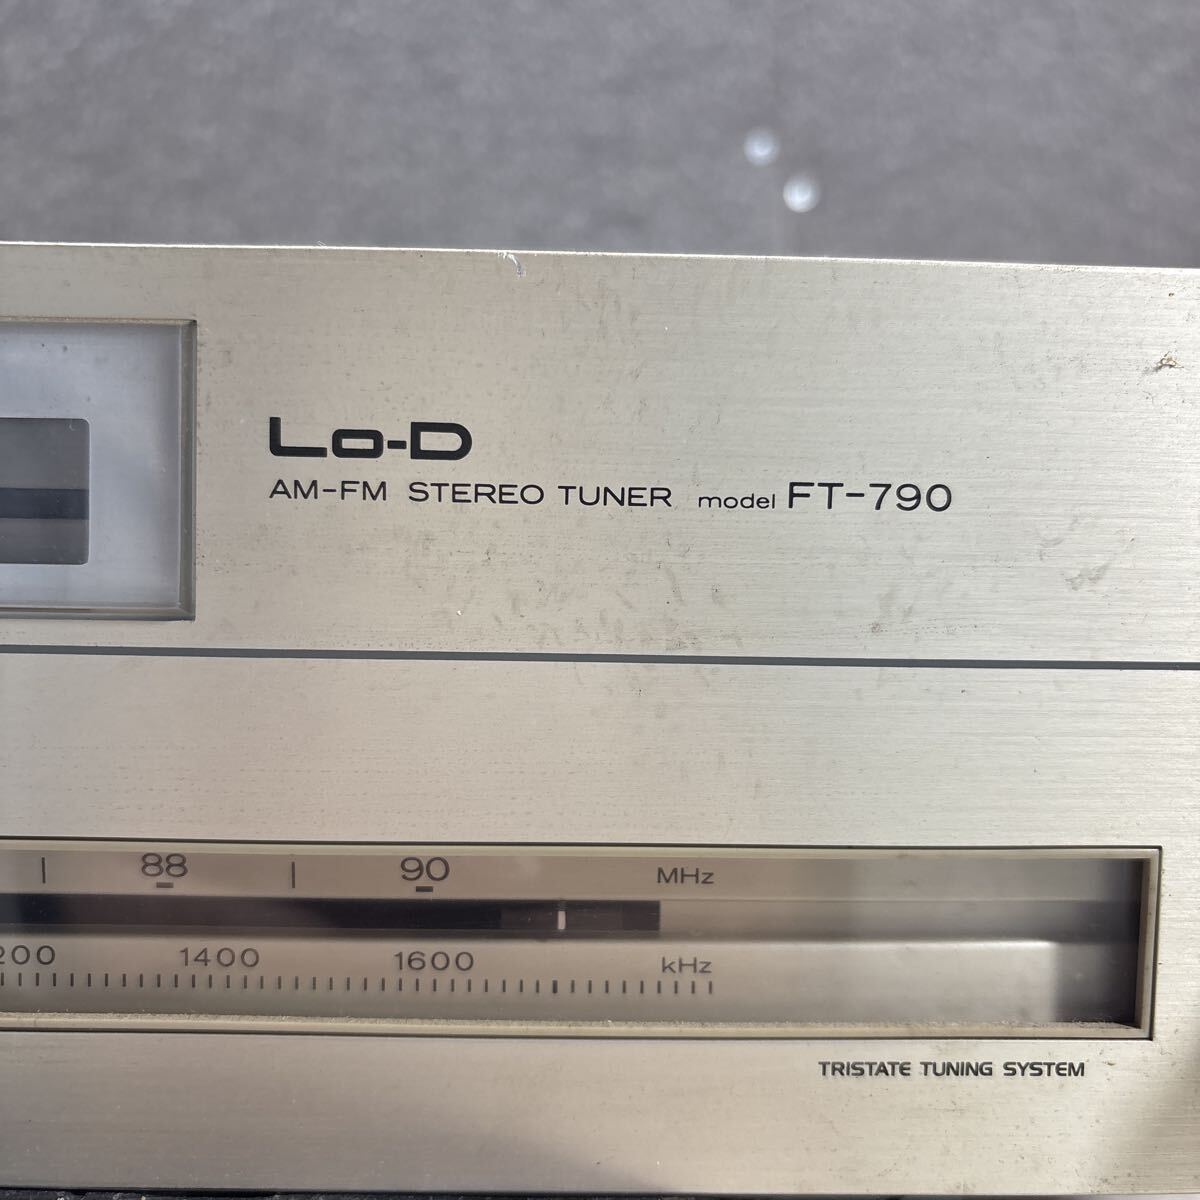 Lo-D
AM-FM STEREO TUNER model FT-790
88 90 MHz
200 1400 1600 kHz
TRISTATE TUNING SYSTEM